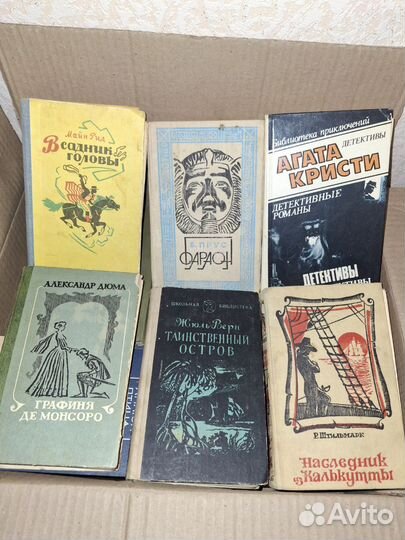 Майн Рид
Всадник без
головы
Б. ПРУС
ФАРАОН
Библиотека приключений
ДЕТЕКТИВЫ
АГАТА
КРИСТИ
ДЕТЕКТИВНЫЕ
РОМАНЫ
ДЕТЕКТИВЫ
АЛЕКСАНДР ДЮМА
ГРАФИНЯ
ДЕ МОНСОРО
ШКОЛЬНАЯ БИБЛИОТЕКА
Жюль Верн
ТАИНСТВЕННЫЙ
ОСТРОВ
Р. ШТИЛЬМАРК
Наследник
из Калькутты
Avito